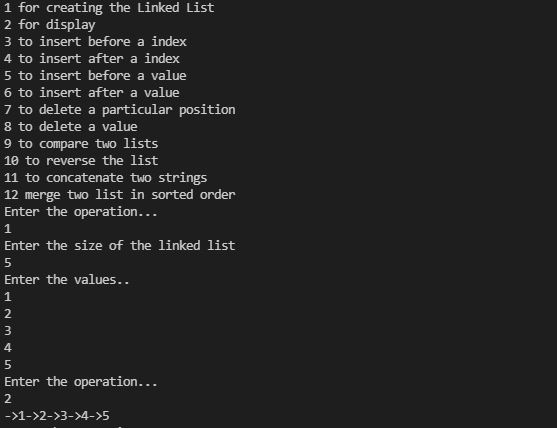 1 for creating the Linked List
2 for display
3 to insert before a index
4 to insert after a index
5 to insert before a value
6 to insert after a value
7 to delete a particular position
8 to delete a value
9 to compare two lists
10 to reverse the list
11 to concatenate two strings
12 merge two list in sorted order
Enter the operation...
1
Enter the size of the linked list
5
Enter the values..
1
2
3
4
5
Enter the operation...
2
->1->2->3->4->5